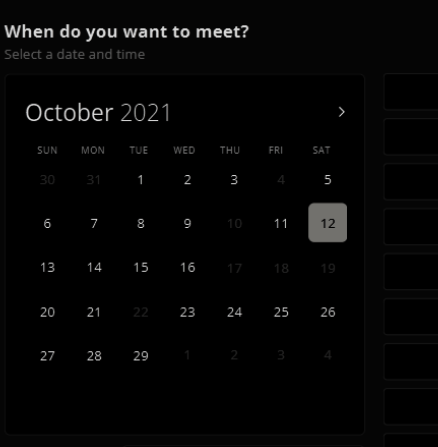 When do you want to meet?
Select a date and time
October 2021 >
SUN MON TUE WED THU FRI SAT
30 31 1 2 3 4 5
6 7 8 9 10 11 12
13 14 15 16 17 18 19
20 21 22 23 24 25 26
27 28 29 1 2 3 4